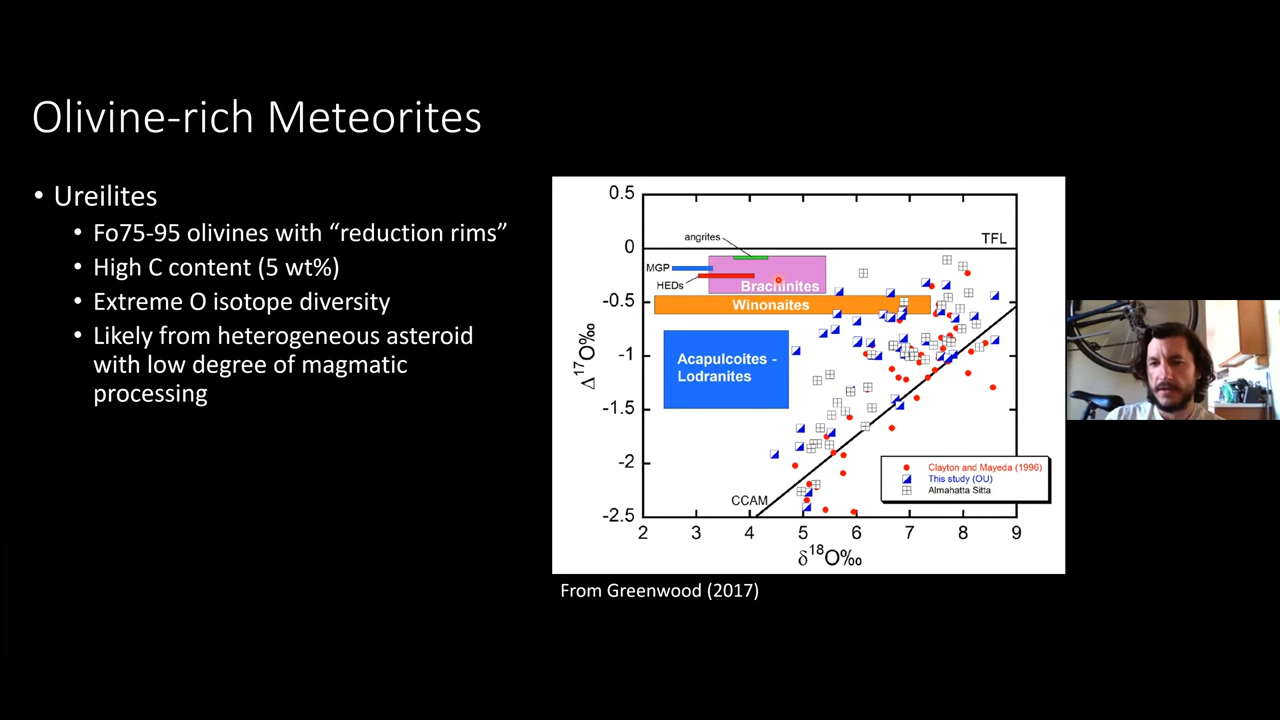 Olivine-rich Meteorites
• Ureilites
• Fo75-95 olivines with “reduction rims”
• High C content (5 wt%)
• Extreme O isotope diversity
• Likely from heterogeneous asteroid
with low degree of magmatic
processing
0.5
0
-0.5
-1
-1.5
-2
-2.5
Δ17O‰
TFL
angrites
MGP
HEDs
Brachinites
Winonaites
Acapulcoites -
Lodranites
CCAM
Clayton and Mayeda (1996)
This study (OU)
Almahatta Sitta
2 3 4 5 6 7 8 9
δ18O‰
From Greenwood (2017)